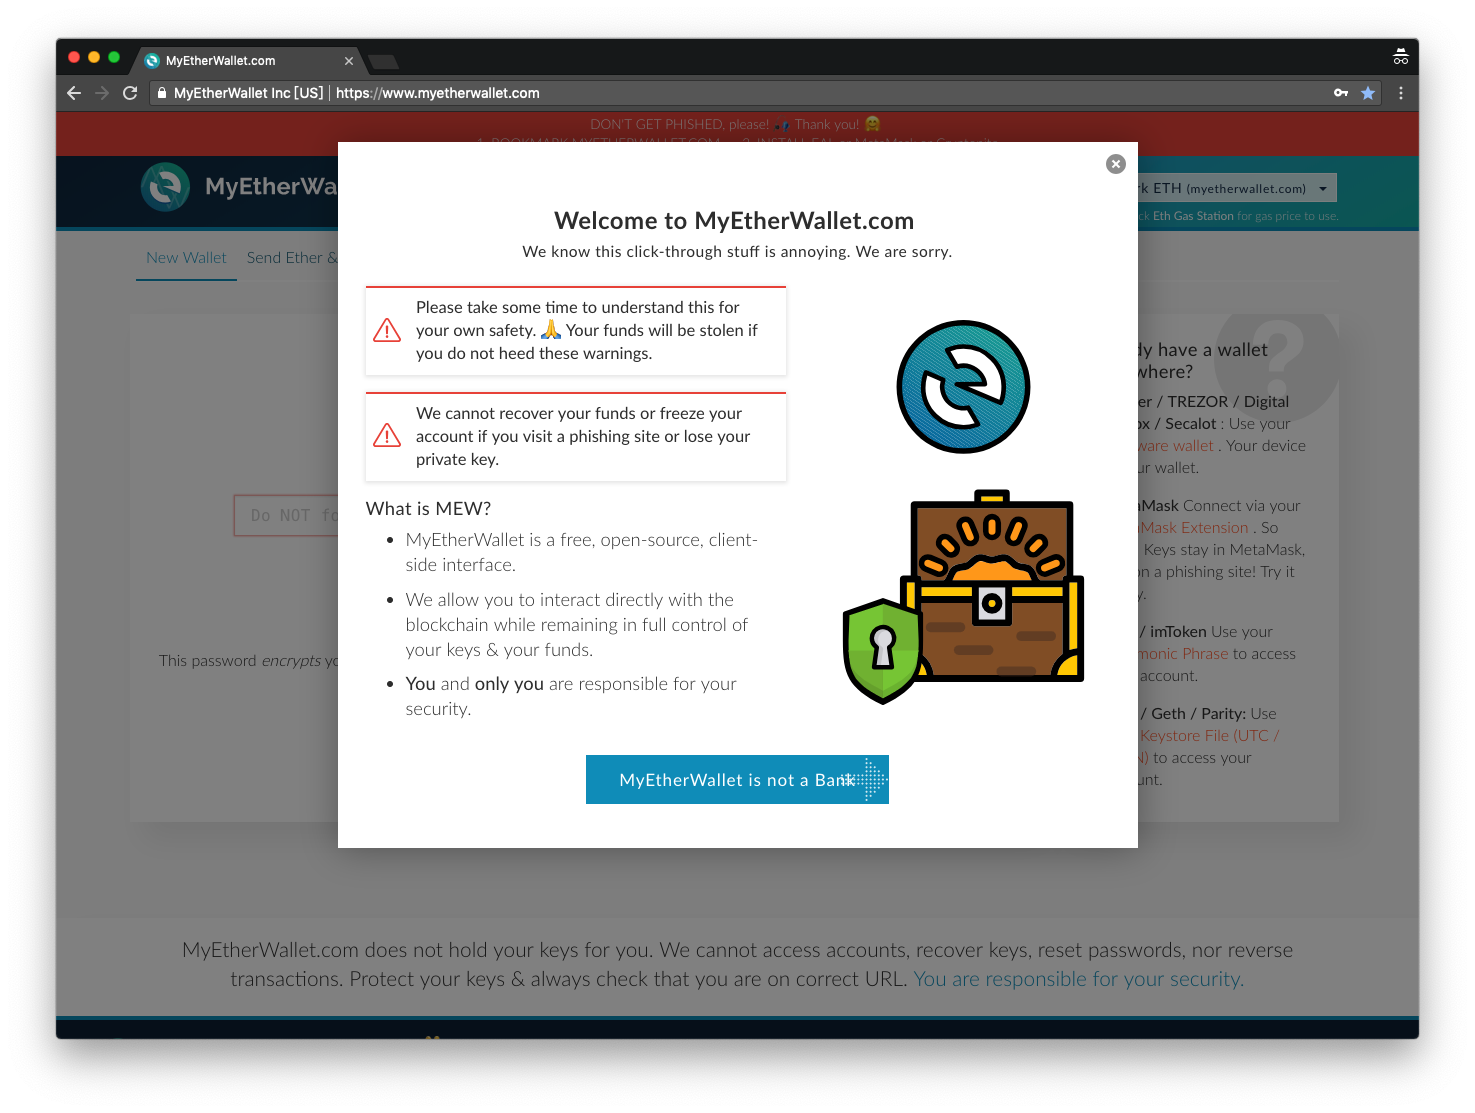 MyEtherWallet.com
MyEtherWallet Inc [US] | https://www.myetherwallet.com
DON'T GET PHISHED, please! Thank you!
MyEtherWa
ETH (myetherwallet.com)
Eth Gas Station for gas price to use.
New Wallet
Send Ether &
Welcome to MyEtherWallet.com
We know this click-through stuff is annoying. We are sorry.
Please take some time to understand this for
your own safety. 🙏 Your funds will be stolen if
you do not heed these warnings.
We cannot recover your funds or freeze your
account if you visit a phishing site or lose your
private key.
What is MEW?
• MyEtherWallet is a free, open-source, client-
side interface.
• We allow you to interact directly with the
blockchain while remaining in full control of
your keys & your funds.
• You and only you are responsible for your
security.
MyEtherWallet is not a Bank
Do NOT fo
This password encrypts yo
dy have a wallet
where?
er / TREZOR / Digital
ox / Secalot : Use your
ware wallet . Your device
ur wallet.
Mask Connect via your
Mask Extension . So
Keys stay in MetaMask,
on a phishing site! Try it
y.
/ imToken Use your
monic Phrase to access
account.
/ Geth / Parity: Use
Keystore File (UTC /
N) to access your
unt.
MyEtherWallet.com does not hold your keys for you. We cannot access accounts, recover keys, reset passwords, nor reverse
transactions. Protect your keys & always check that you are on correct URL. You are responsible for your security.